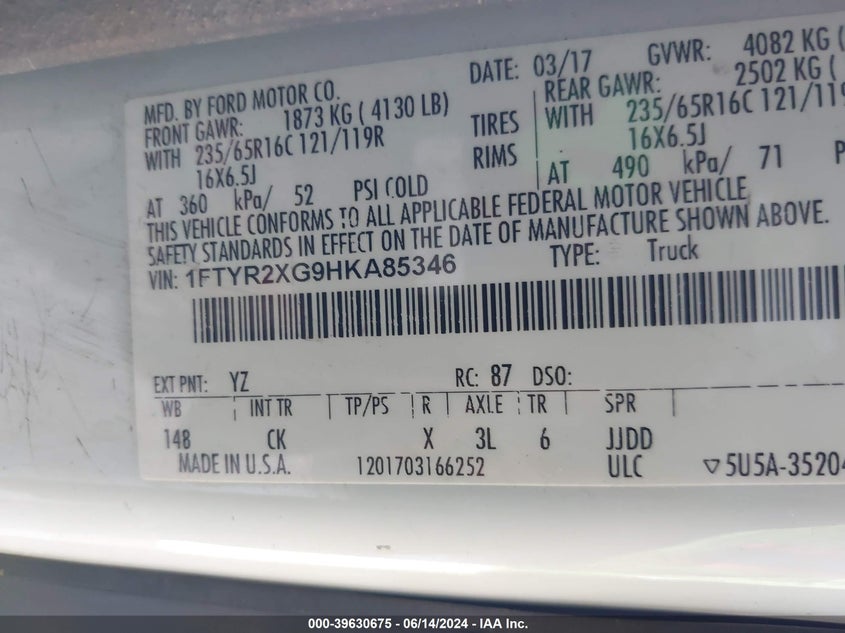 MFD. BY FORD MOTOR CO. DATE: 03/17 GVWR: 4082 KG (
FRONT GAWR: 1873 KG ( 4130 LB) REAR GAWR: 2502 KG (
WITH 235/65R16C 121/119R TIRES WITH 235/65R16C 121/119
16X6.5J RIMS 16X6.5J
AT 360 kPa/ 52 PSI COLD AT 490 kPa/ 71 P
THIS VEHICLE CONFORMS TO ALL APPLICABLE FEDERAL MOTOR VEHICLE
SAFETY STANDARDS IN EFFECT ON THE DATE OF MANUFACTURE SHOWN ABOVE.
VIN: 1FTYR2XG9HKA85346 TYPE: Truck
EXT PNT: YZ RC: 87 DSO:
WB | INT TR | TP/PS | R | AXLE | TR | SPR |
148 CK X 3L 6 JJDD
MADE IN U.S.A. 1201703166252 ULC ▽5U5A-35204
000-39630675 - 06/14/2024 - IAA Inc.